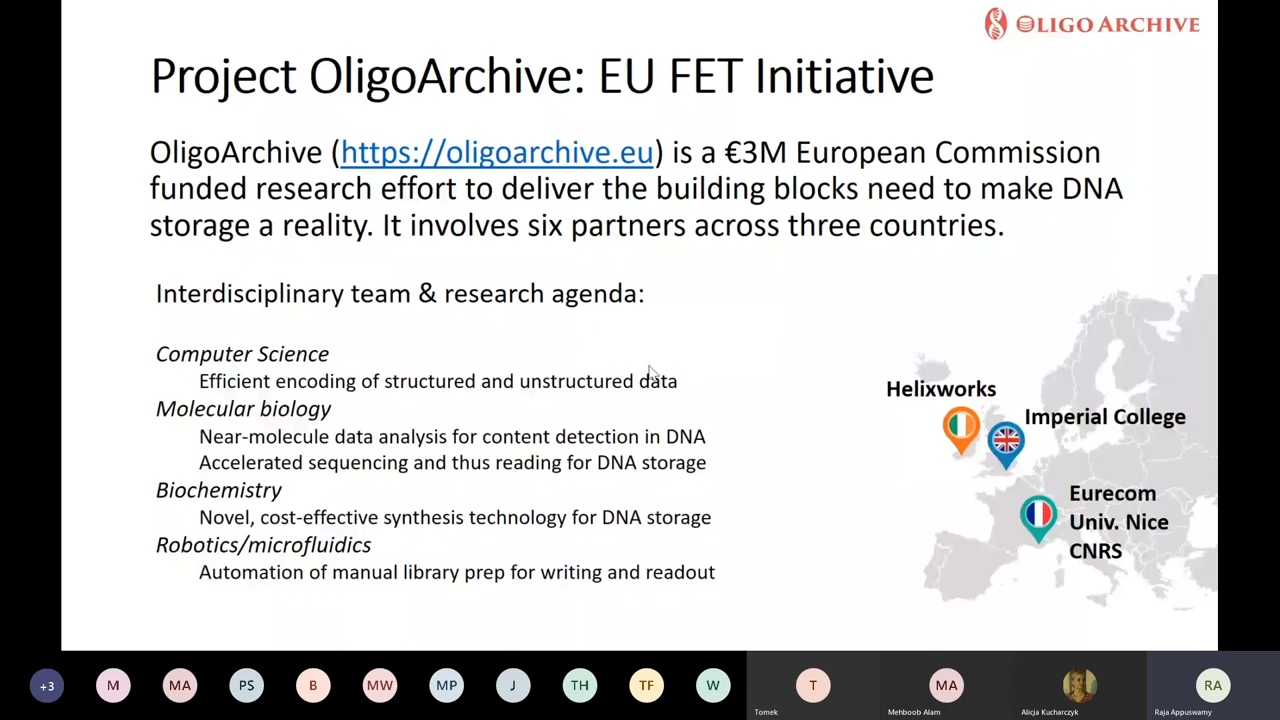 OLIGO ARCHIVE
Project OligoArchive: EU FET Initiative
OligoArchive (https://oligoarchive.eu) is a €3M European Commission
funded research effort to deliver the building blocks need to make DNA
storage a reality. It involves six partners across three countries.
Interdisciplinary team & research agenda:
Computer Science
Efficient encoding of structured and unstructured data
Molecular biology
Near-molecule data analysis for content detection in DNA
Accelerated sequencing and thus reading for DNA storage
Biochemistry
Novel, cost-effective synthesis technology for DNA storage
Robotics/microfluidics
Automation of manual library prep for writing and readout
Helixworks
Imperial College
Eurecom
Univ. Nice
CNRS
+3 M MA PS B MW MP J TH TF W T MA RA
Tomek Mehboob Alam Alicja Kucharczyk Raja Appuswamy